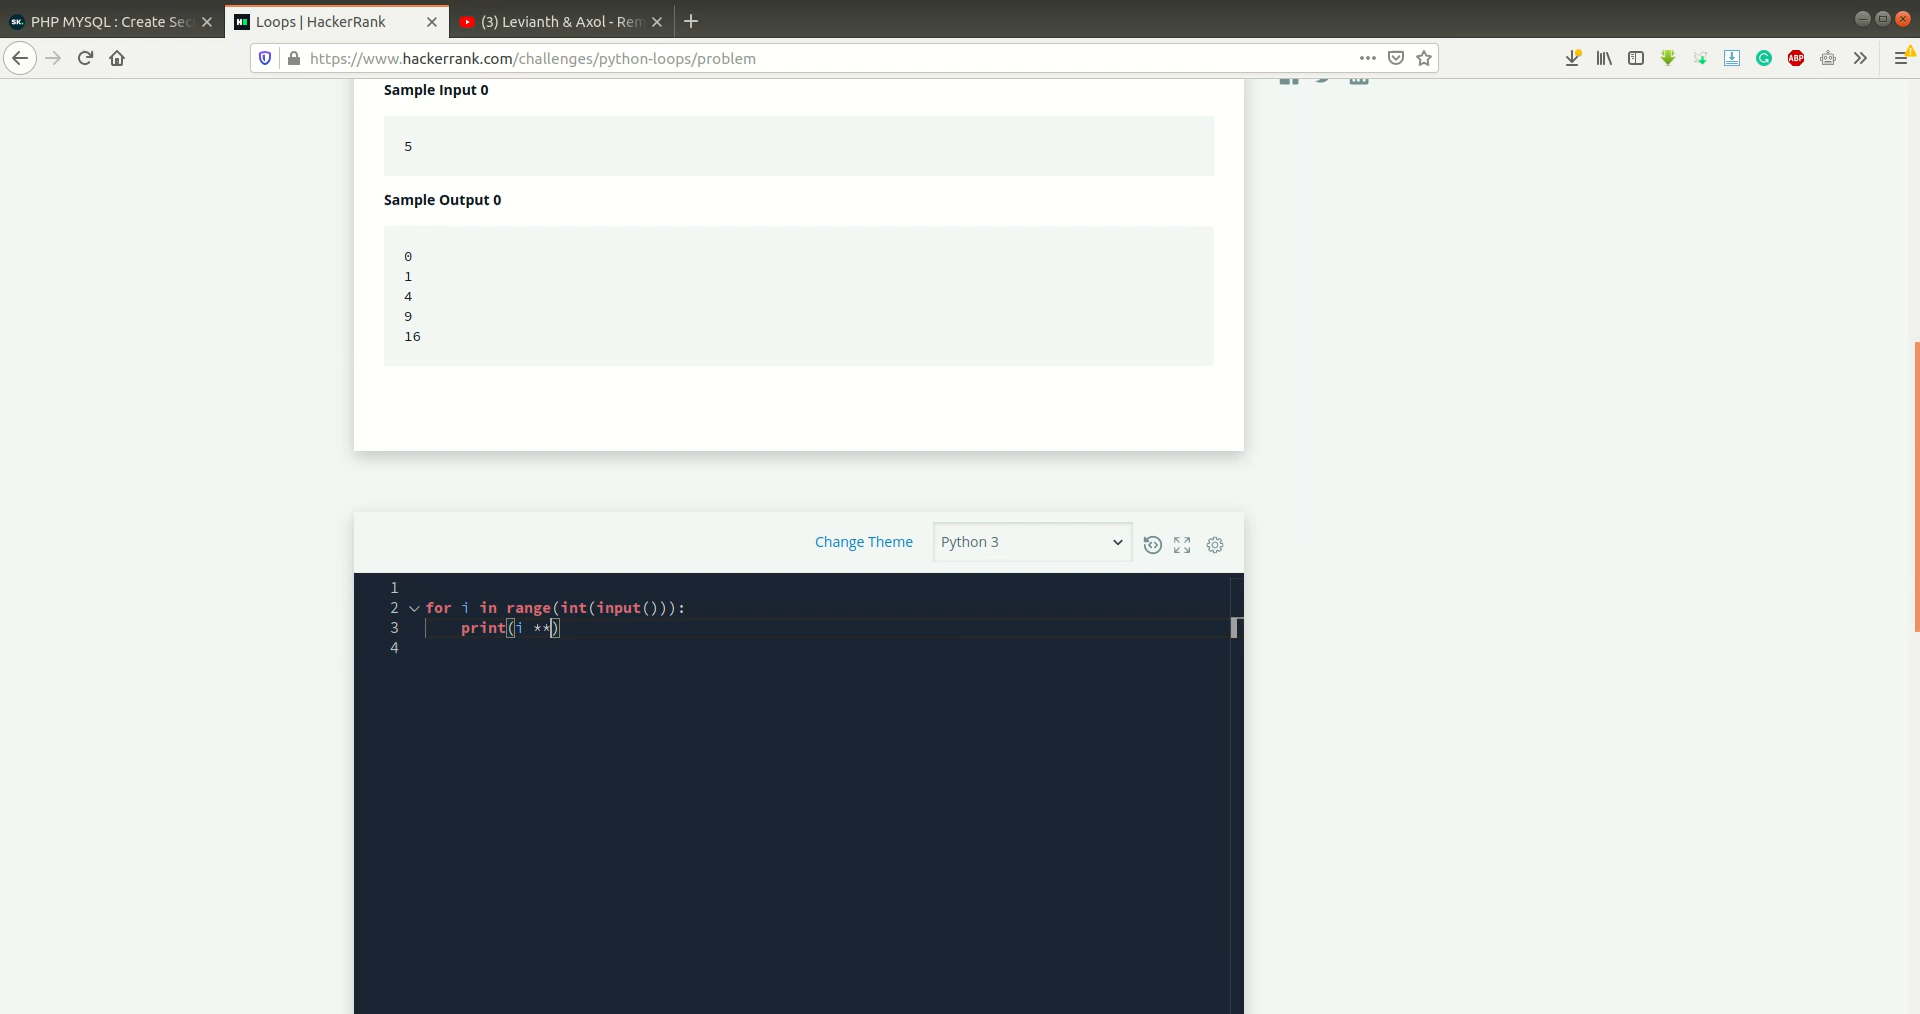 SK. PHP MYSQL : Create Sec
Loops | HackerRank
(3) Levianth & Axol - Rem
https://www.hackerrank.com/challenges/python-loops/problem
ABP
Sample Input 0
5
Sample Output 0
0
1
4
9
16
Change Theme
Python 3
1
2 for i in range(int(input())):
3 print(i **)
4